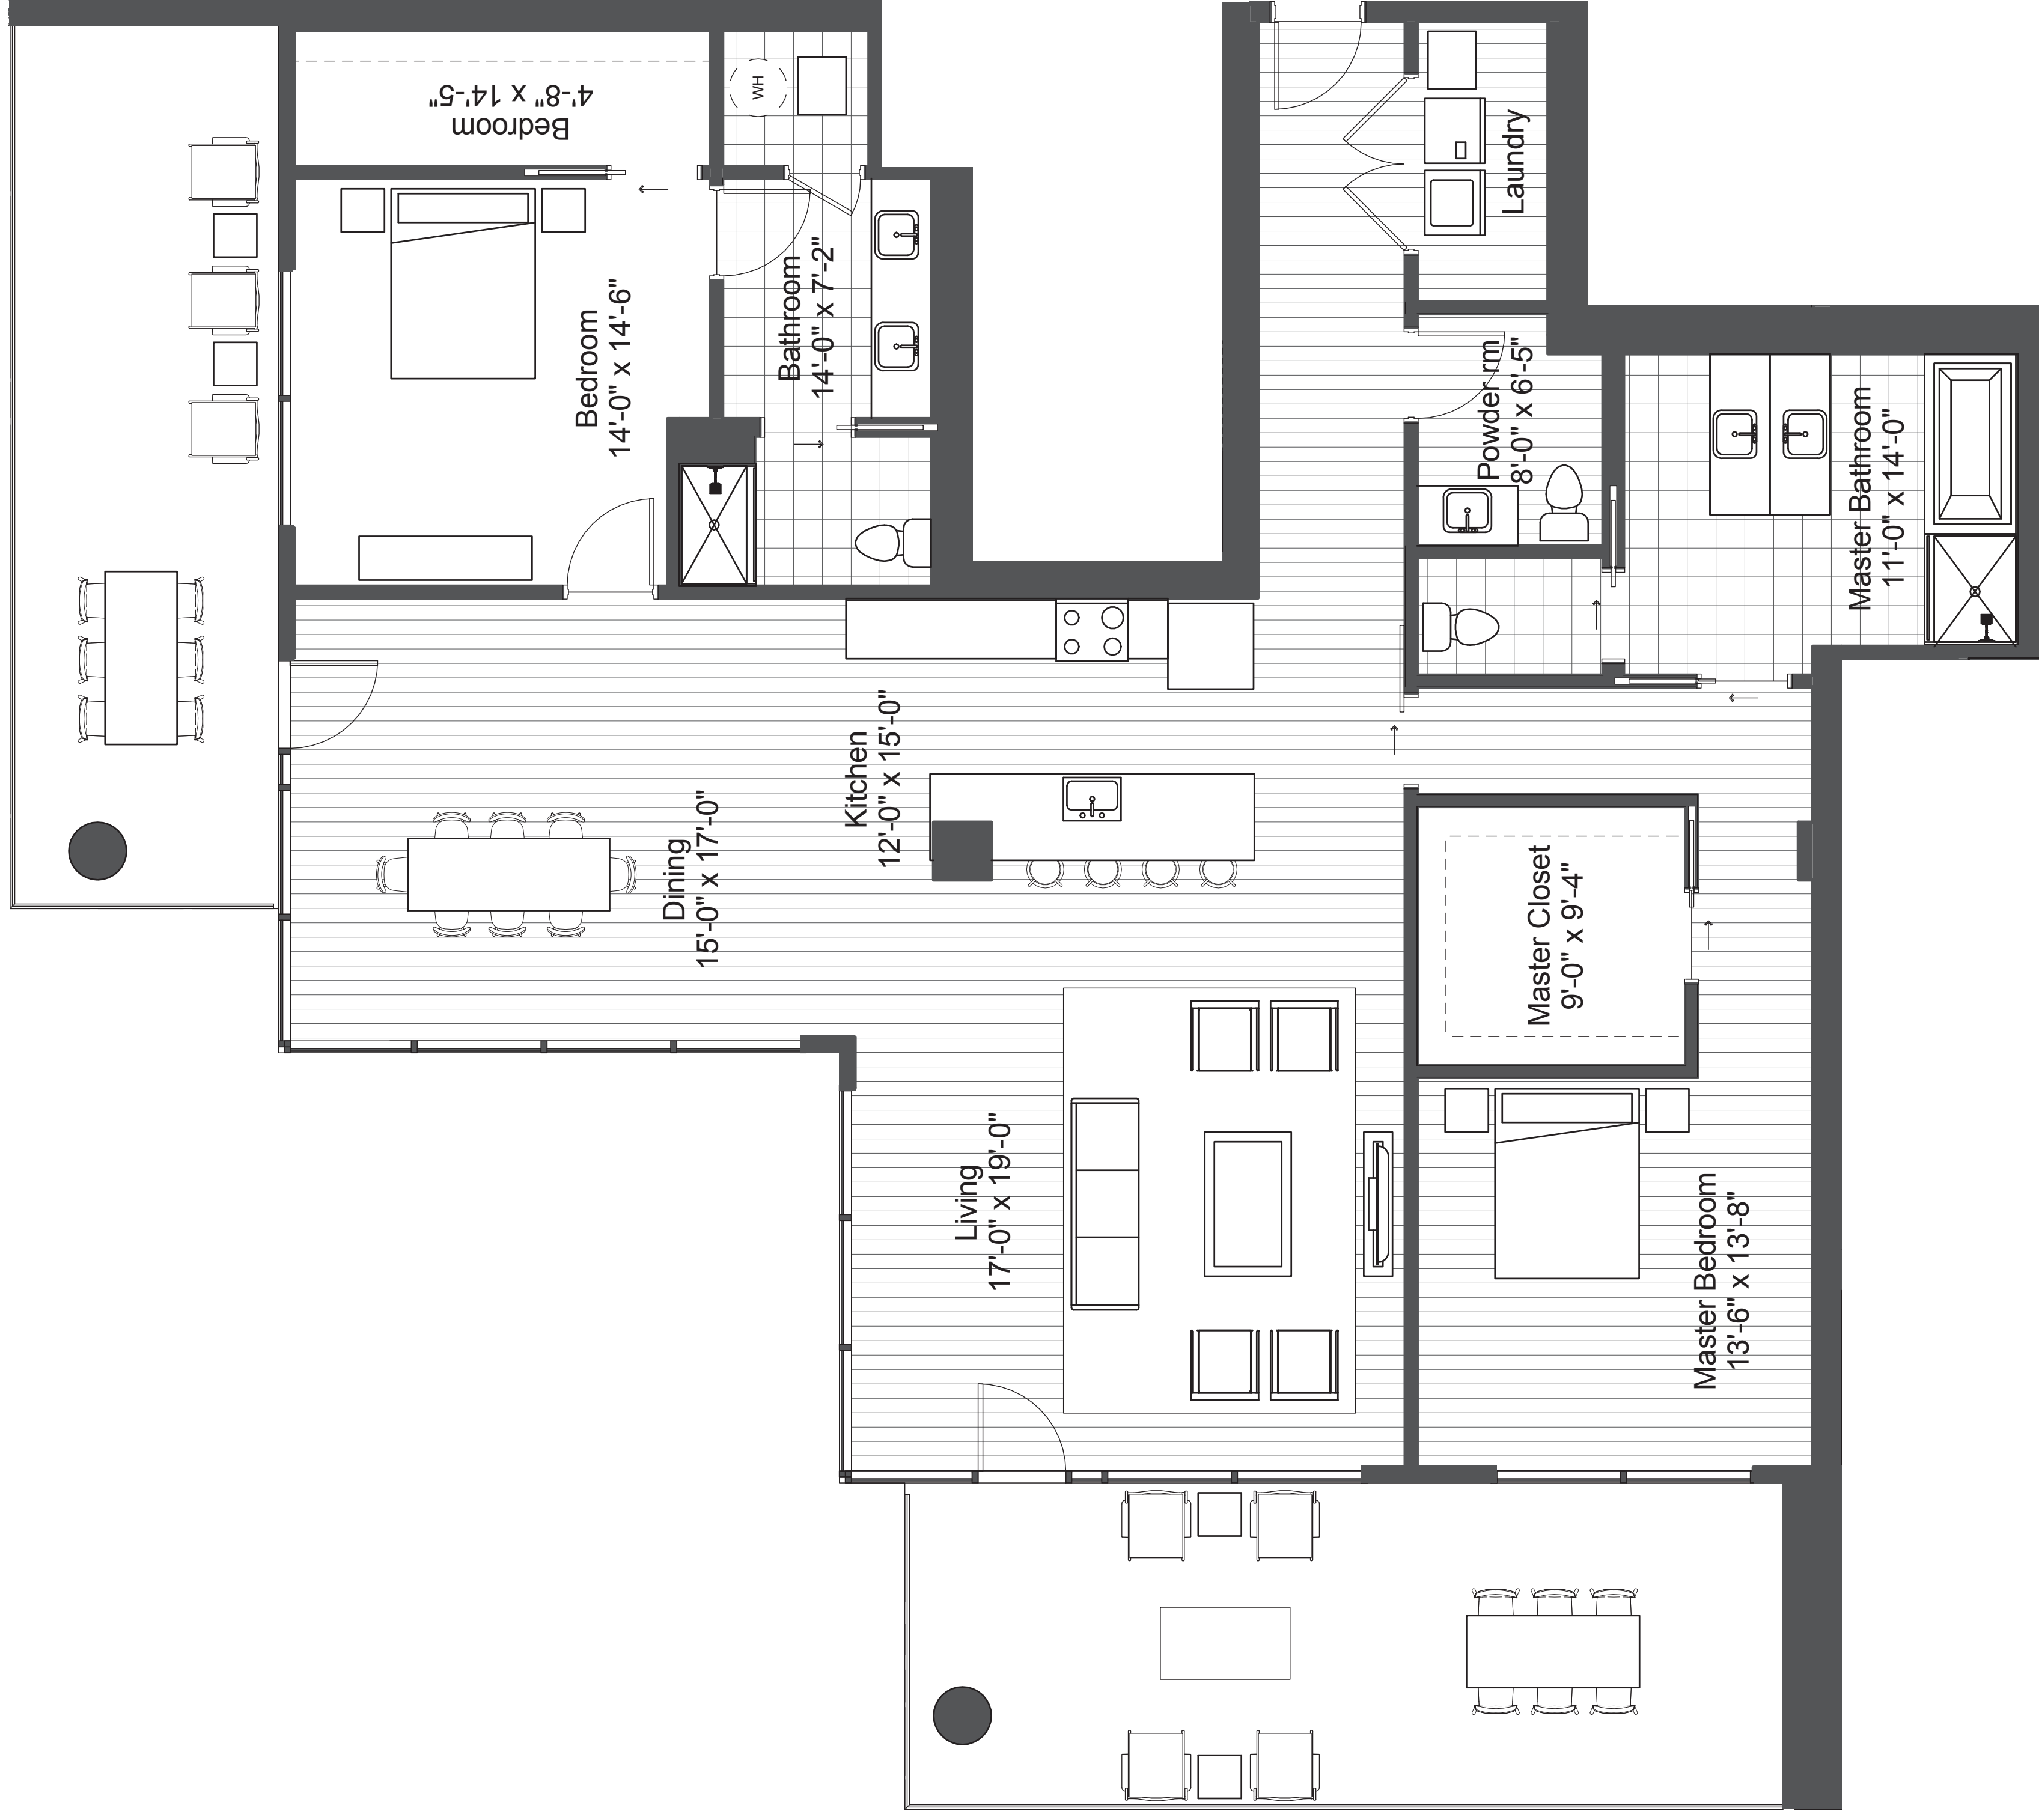 Bedroom
4'-8" x 14'-5"
WH
Laundry
Bedroom
14'-0" x 14'-6"
Bathroom
14'-0" x 7'-2"
Powder rm
8'-0" x 6'-5"
Master Bathroom
11'-0" x 14'-0"
Kitchen
12'-0" x 15'-0"
Dining
15'-0" x 17'-0"
Master Closet
9'-0" x 9'-4"
Living
17'-0" x 19'-0"
Master Bedroom
13'-6" x 13'-8"